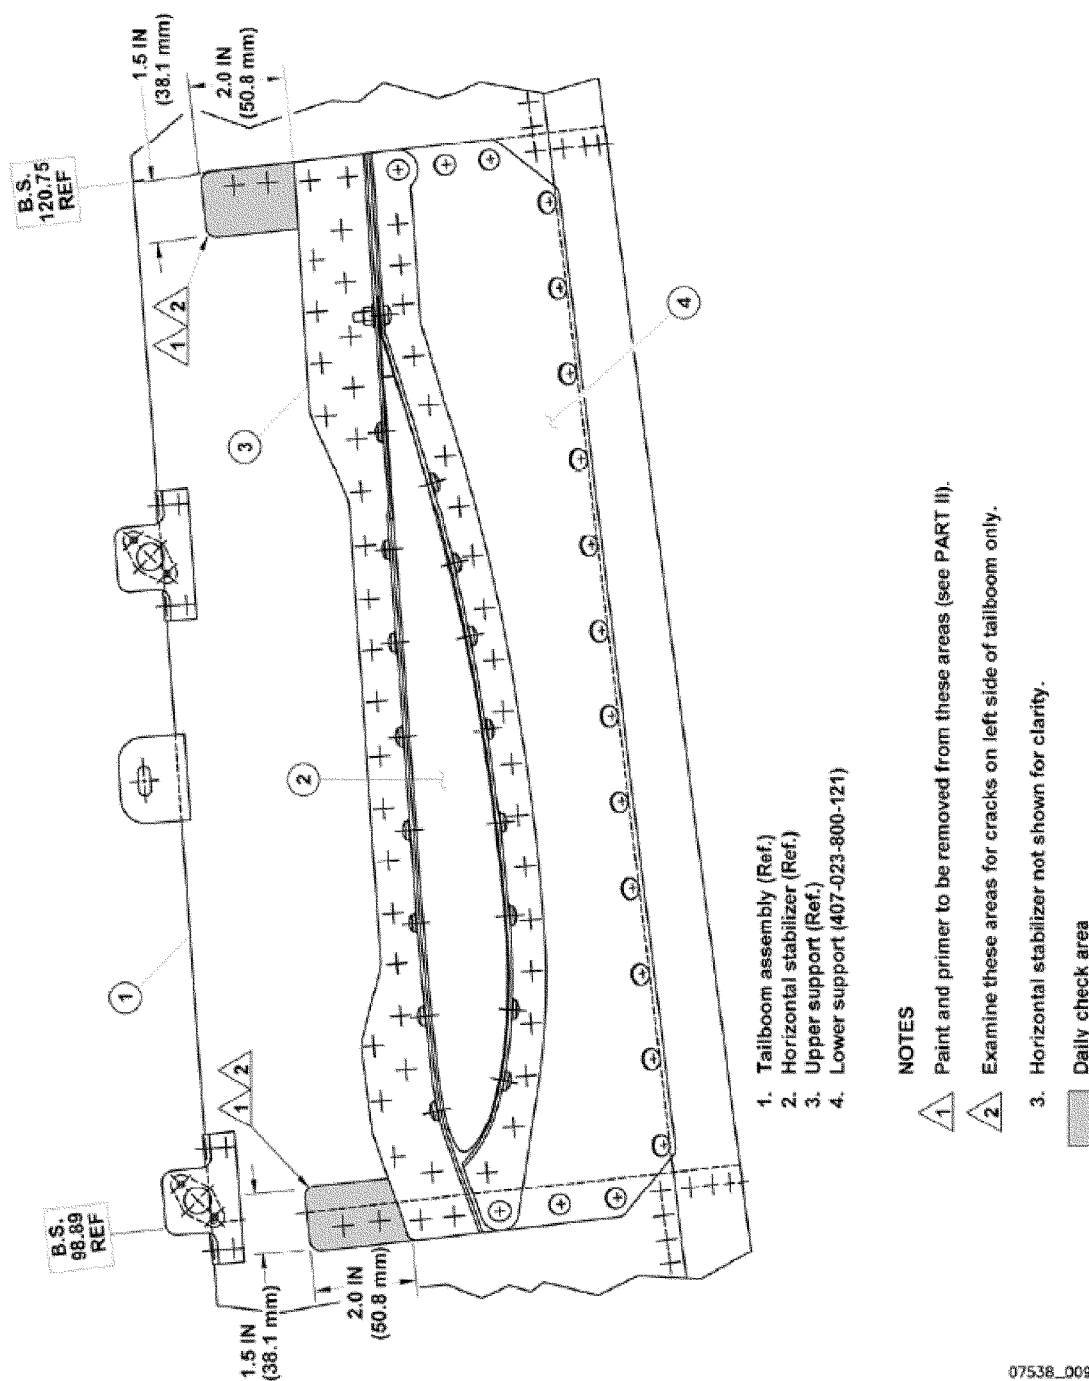 B.S.
98.89
REF
B.S.
120.75
REF
1.5 IN
(38.1 mm)
2.0 IN
(50.8 mm)
1.5 IN
(38.1 mm)
2.0 IN
(50.8 mm)
1
2
1
2
1
2
3
4
1. Tailboom assembly (Ref.)
2. Horizontal stabilizer (Ref.)
3. Upper support (Ref.)
4. Lower support (407-023-800-121)
NOTES
1 Paint and primer to be removed from these areas (see PART II).
2 Examine these areas for cracks on left side of tailboom only.
3. Horizontal stabilizer not shown for clarity.
Daily check area
07538_009